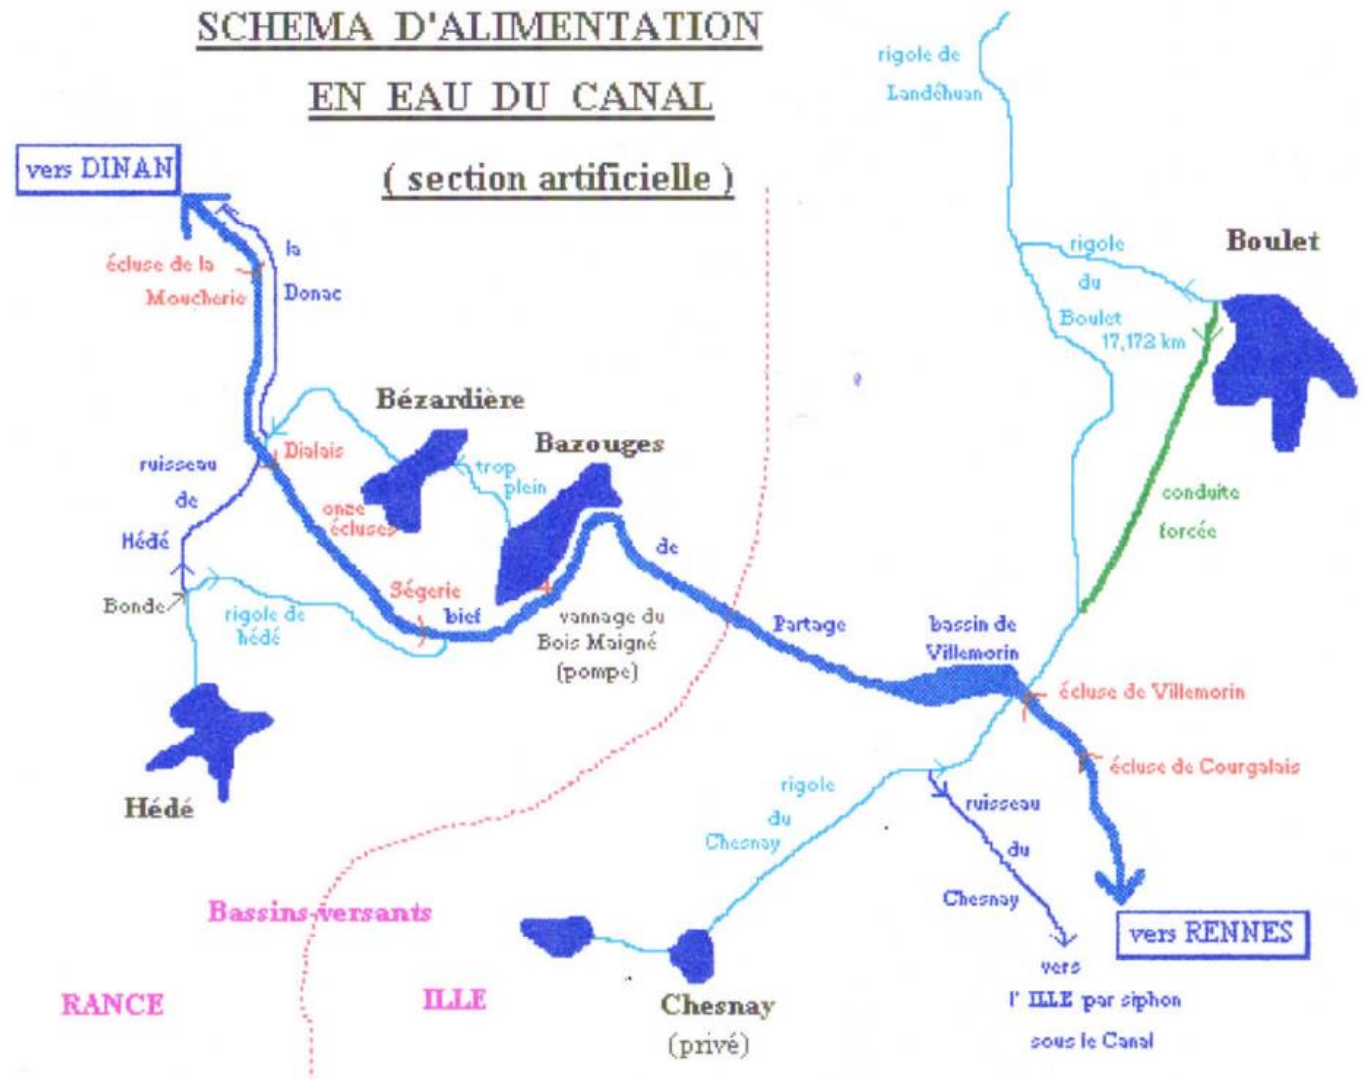 SCHEMA D'ALIMENTATION
EN EAU DU CANAL
( section artificielle )
vers DINAN
rigole de
Landéhuan
écluse de la
Moucherie
la
Donac
rigole
du
Boulet
17,172 km
Boulet
Bézardière
Bazouges
Dialais
trop
plein
onze
écluses
ruisseau
de
Hédé
Bonde
rigole de
hédé
Ségerie
bief
de
Partage
vannage du
Bois Maigné
(pompe)
conduite
forcée
bassin de
Villemorin
écluse de Villemorin
écluse de Courgalais
Hédé
rigole
du
Chesnay
ruisseau
du
Chesnay
vers RENNES
vers
l' ILLE par siphon
sous le Canal
Bassins versants
RANCE
ILLE
Chesnay
(privé)